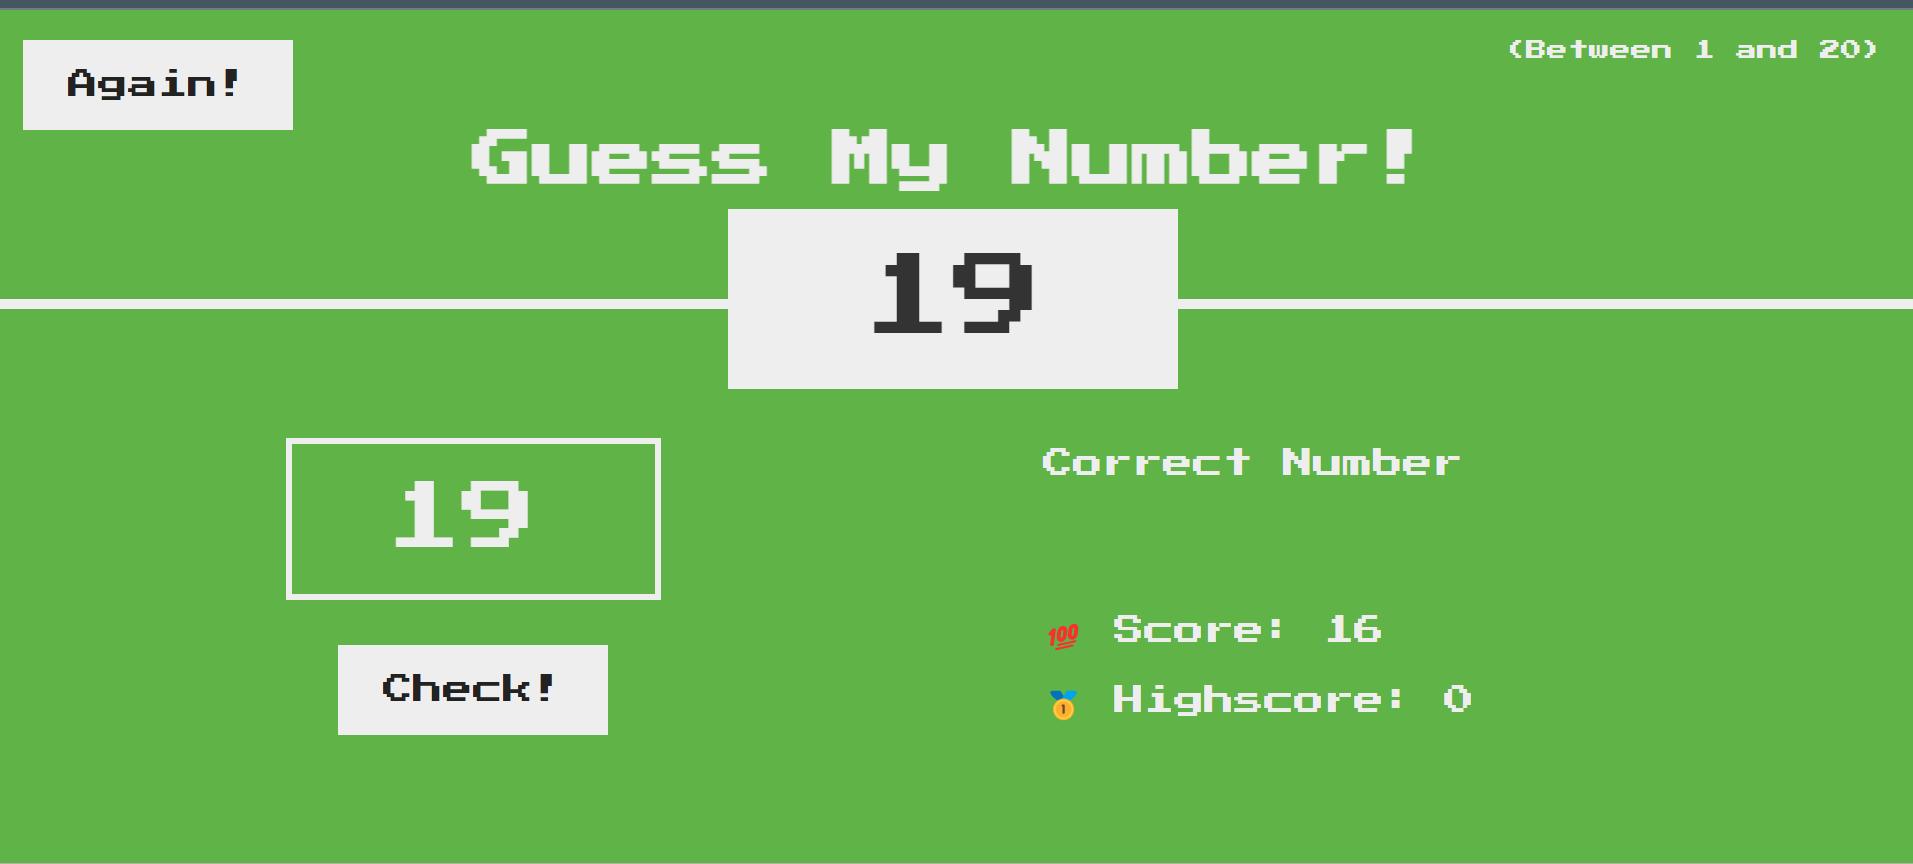 Again!
(Between 1 and 20)
Guess My Number!
19
19
Check!
Correct Number
💯 Score: 16
🥇 Highscore: 0